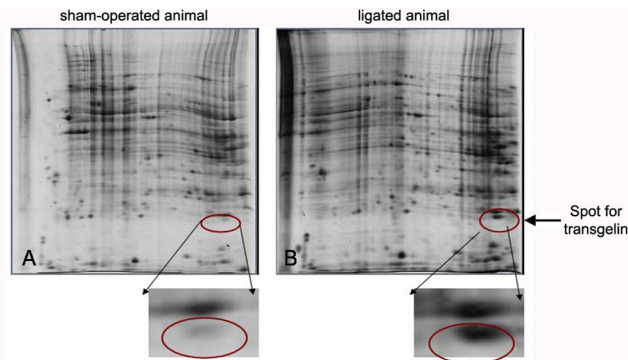 sham-operated animal
ligated animal
A
B
Spot for
transgelin